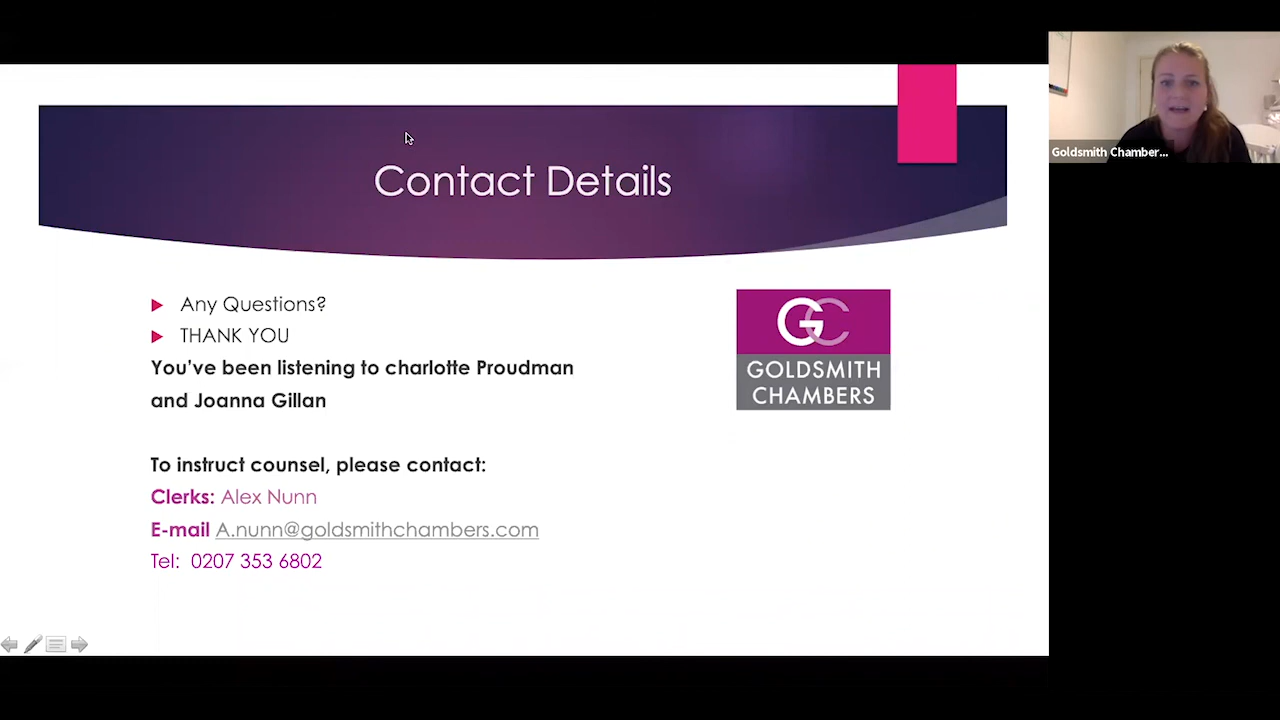 Contact Details
Any Questions?
THANK YOU
You've been listening to charlotte Proudman
and Joanna Gillan
To instruct counsel, please contact:
Clerks: Alex Nunn
E-mail A.nunn@goldsmithchambers.com
Tel: 0207 353 6802
GC
GOLDSMITH
CHAMBERS
Goldsmith Chamber...